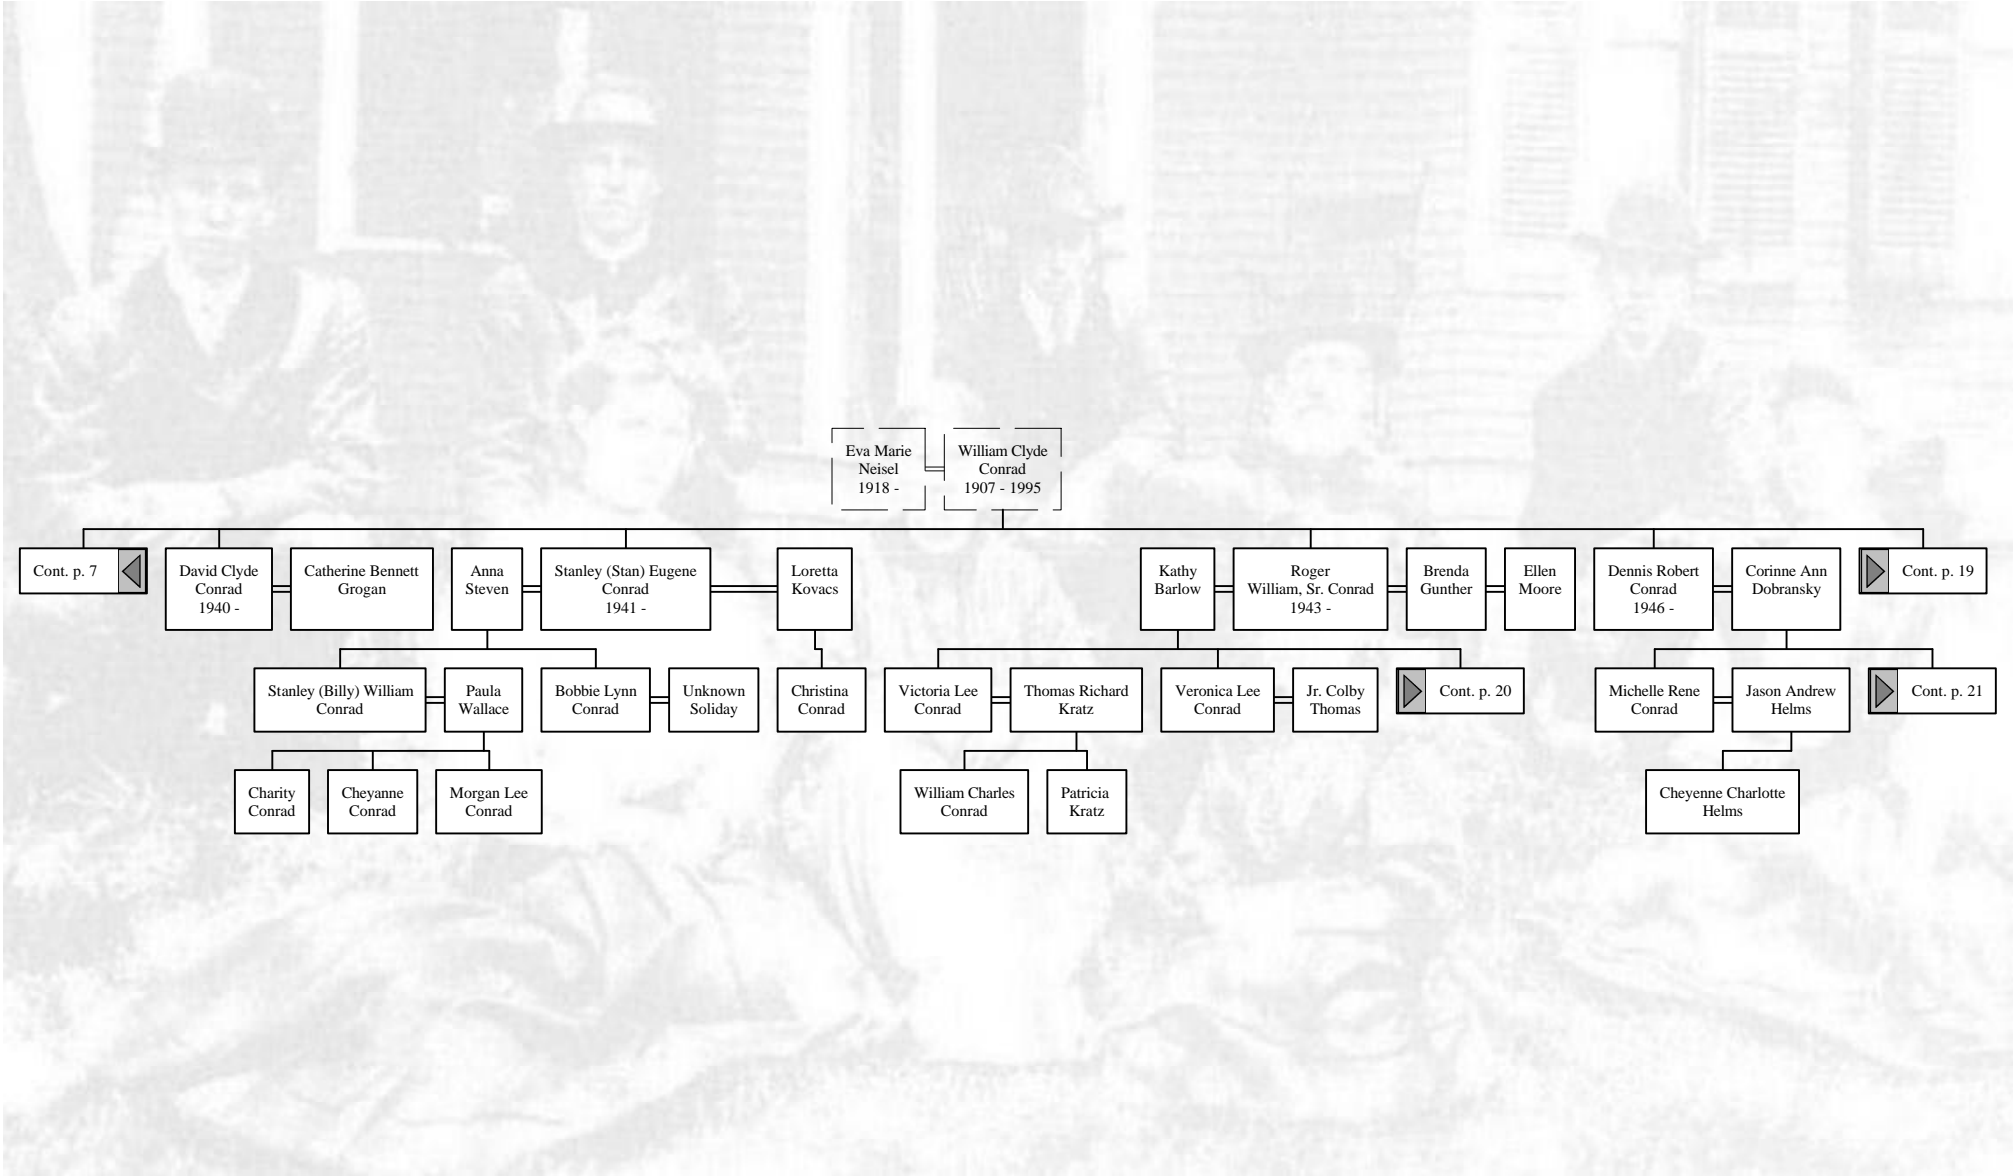 Eva Marie
Neisel
1918 -
William Clyde
Conrad
1907 - 1995
Cont. p. 7
David Clyde
Conrad
1940 -
Catherine Bennett
Grogan
Anna
Steven
Stanley (Stan) Eugene
Conrad
1941 -
Loretta
Kovacs
Kathy
Barlow
Roger
William, Sr. Conrad
1943 -
Brenda
Gunther
Ellen
Moore
Dennis Robert
Conrad
1946 -
Corinne Ann
Dobransky
Cont. p. 19
Stanley (Billy) William
Conrad
Paula
Wallace
Bobbie Lynn
Conrad
Unknown
Soliday
Christina
Conrad
Victoria Lee
Conrad
Thomas Richard
Kratz
Veronica Lee
Conrad
Jr. Colby
Thomas
Cont. p. 20
Michelle Rene
Conrad
Jason Andrew
Helms
Cont. p. 21
Charity
Conrad
Cheyanne
Conrad
Morgan Lee
Conrad
William Charles
Conrad
Patricia
Kratz
Cheyenne Charlotte
Helms